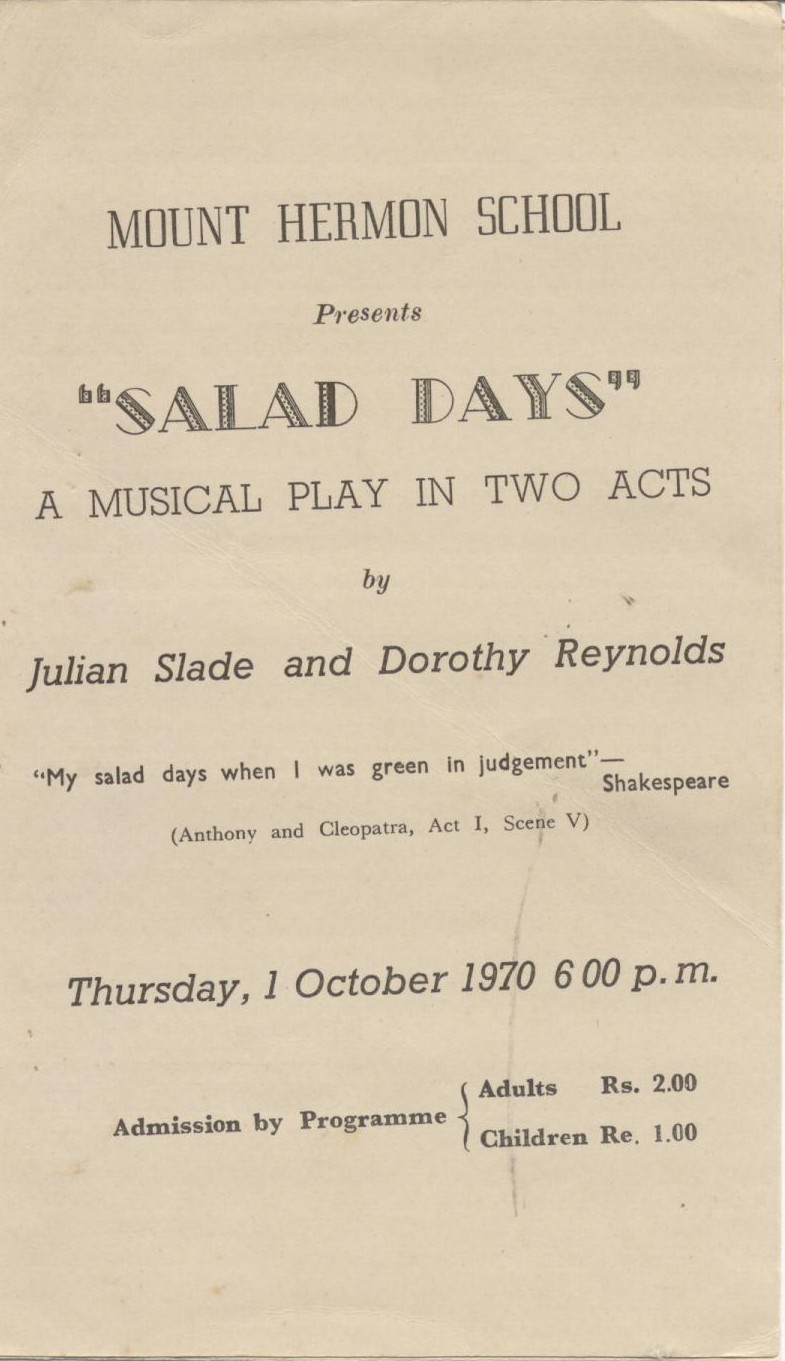 MOUNT HERMON SCHOOL
Presents
“SALAD DAYS”
A MUSICAL PLAY IN TWO ACTS
by
Julian Slade and Dorothy Reynolds
“My salad days when I was green in judgement”—
Shakespeare
(Anthony and Cleopatra, Act I, Scene V)
Thursday, 1 October 1970 6 00 p.m.
Admission by Programme { Adults Rs. 2.00
Children Re. 1.00